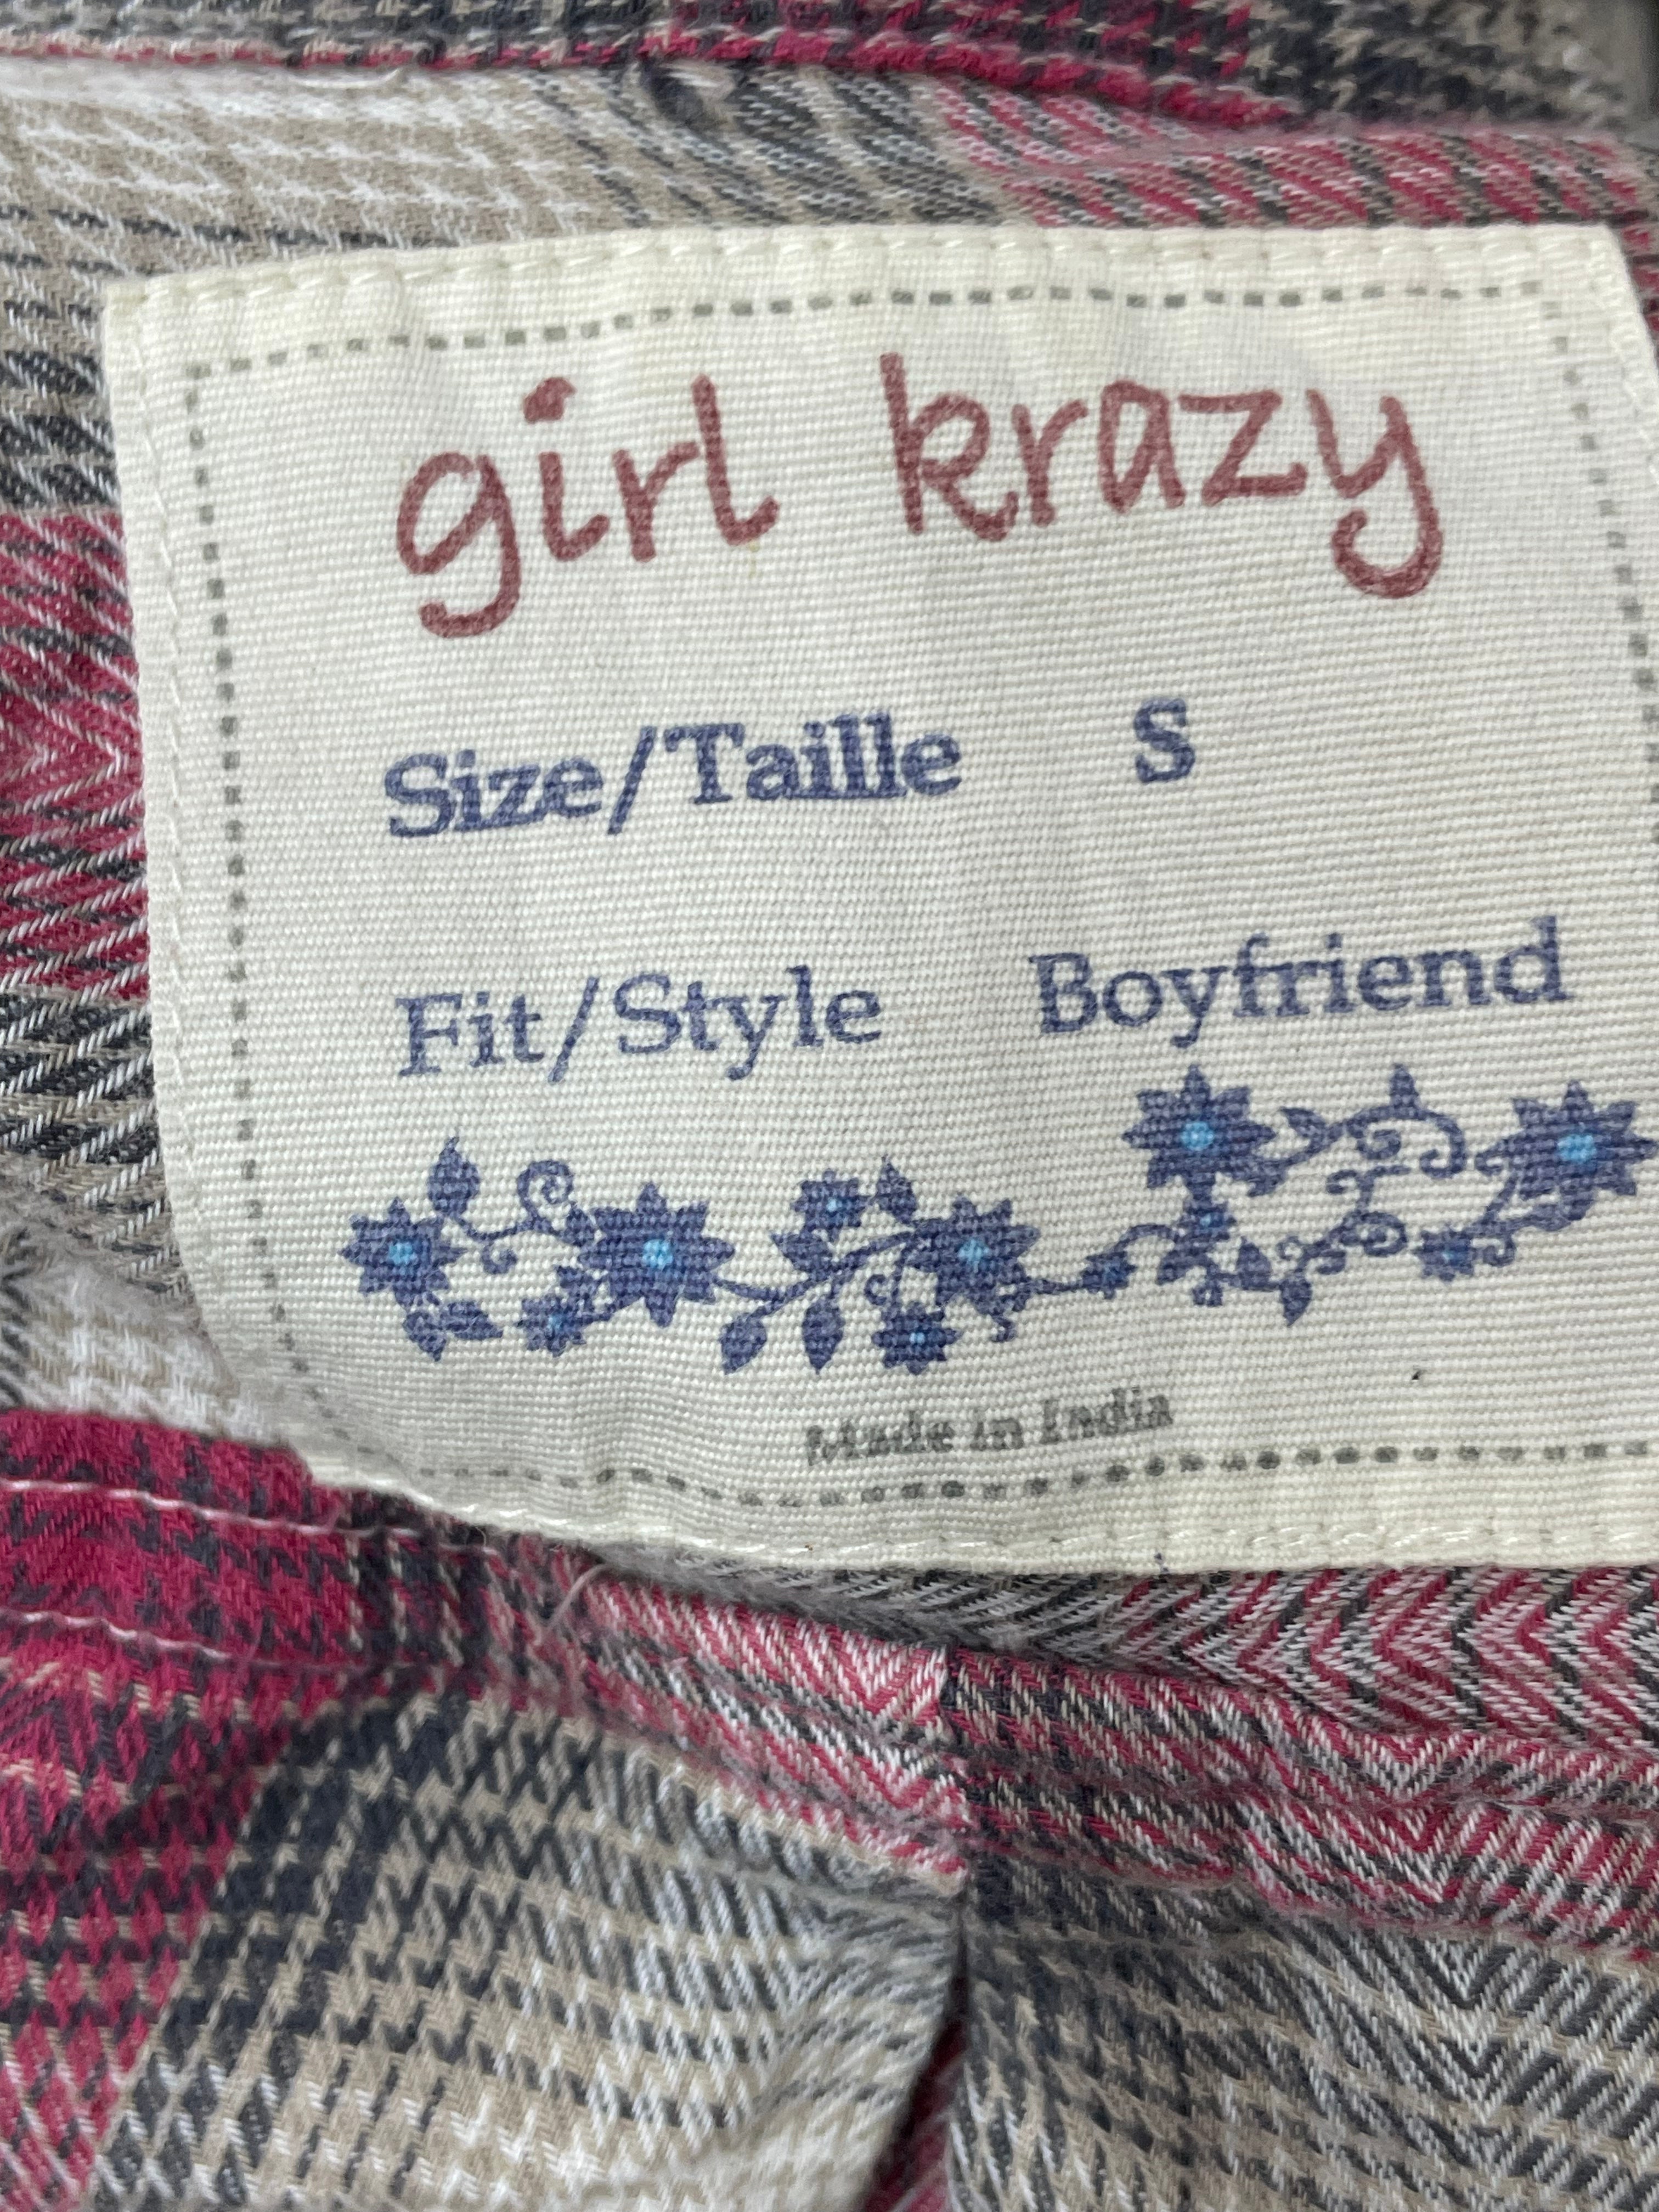 girl krazy
Size/Taille S
Fit/Style Boyfriend
Made in India